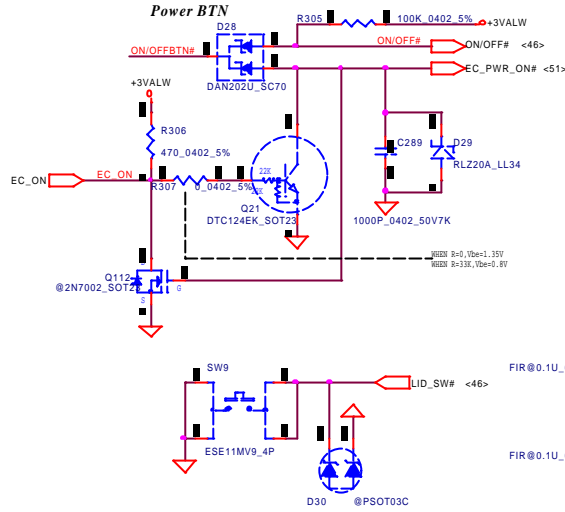 Power BTN
D28
R305
100K_0402_5%
+3VALW
ON/OFF#
ON/OFF# <46>
ON/OFFBTN#
EC_PWR_ON# <51>
DAN202U_SC70
+3VALW
R306
470_0402_5%
C289
D29
RLZ20A_LL34
EC_ON
EC_ON
R307
0_0402_5%
22K
22K
Q21
DTC124EK_SOT23
1000P_0402_50V7K
WHEN R=0,Vbe=1.35V
WHEN R=33K,Vbe=0.8V
Q112
@2N7002_SOT23
G
S
SW9
LID_SW# <46>
FIR@0.1U_
ESE11MV9_4P
FIR@0.1U_
D30
@PSOT03C